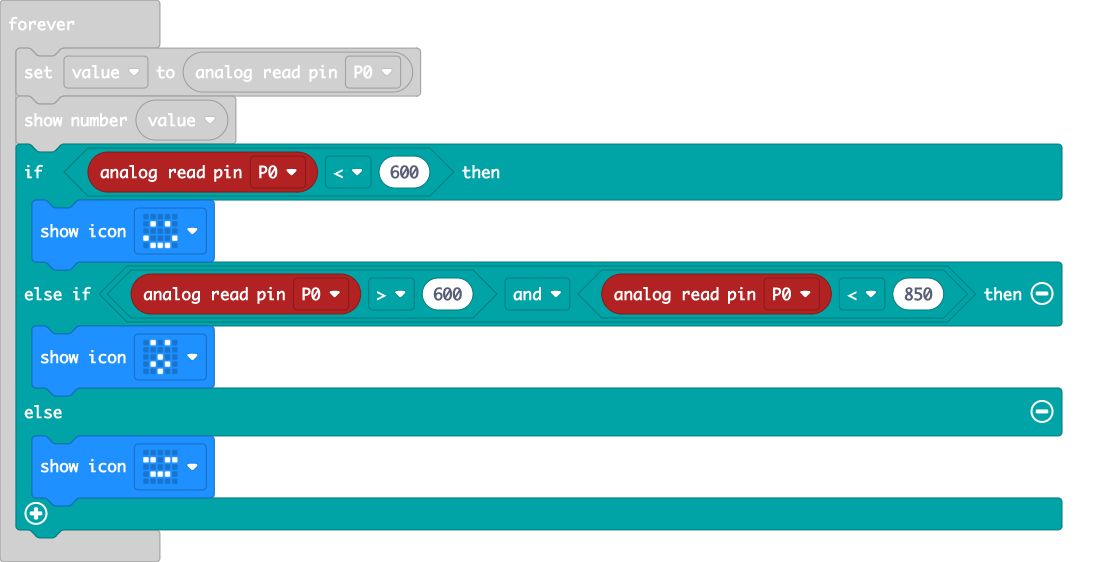 forever
set value to analog read pin P0
show number value
if analog read pin P0 < 600 then
show icon
else if analog read pin P0 > 600 and analog read pin P0 < 850 then
show icon
else
show icon